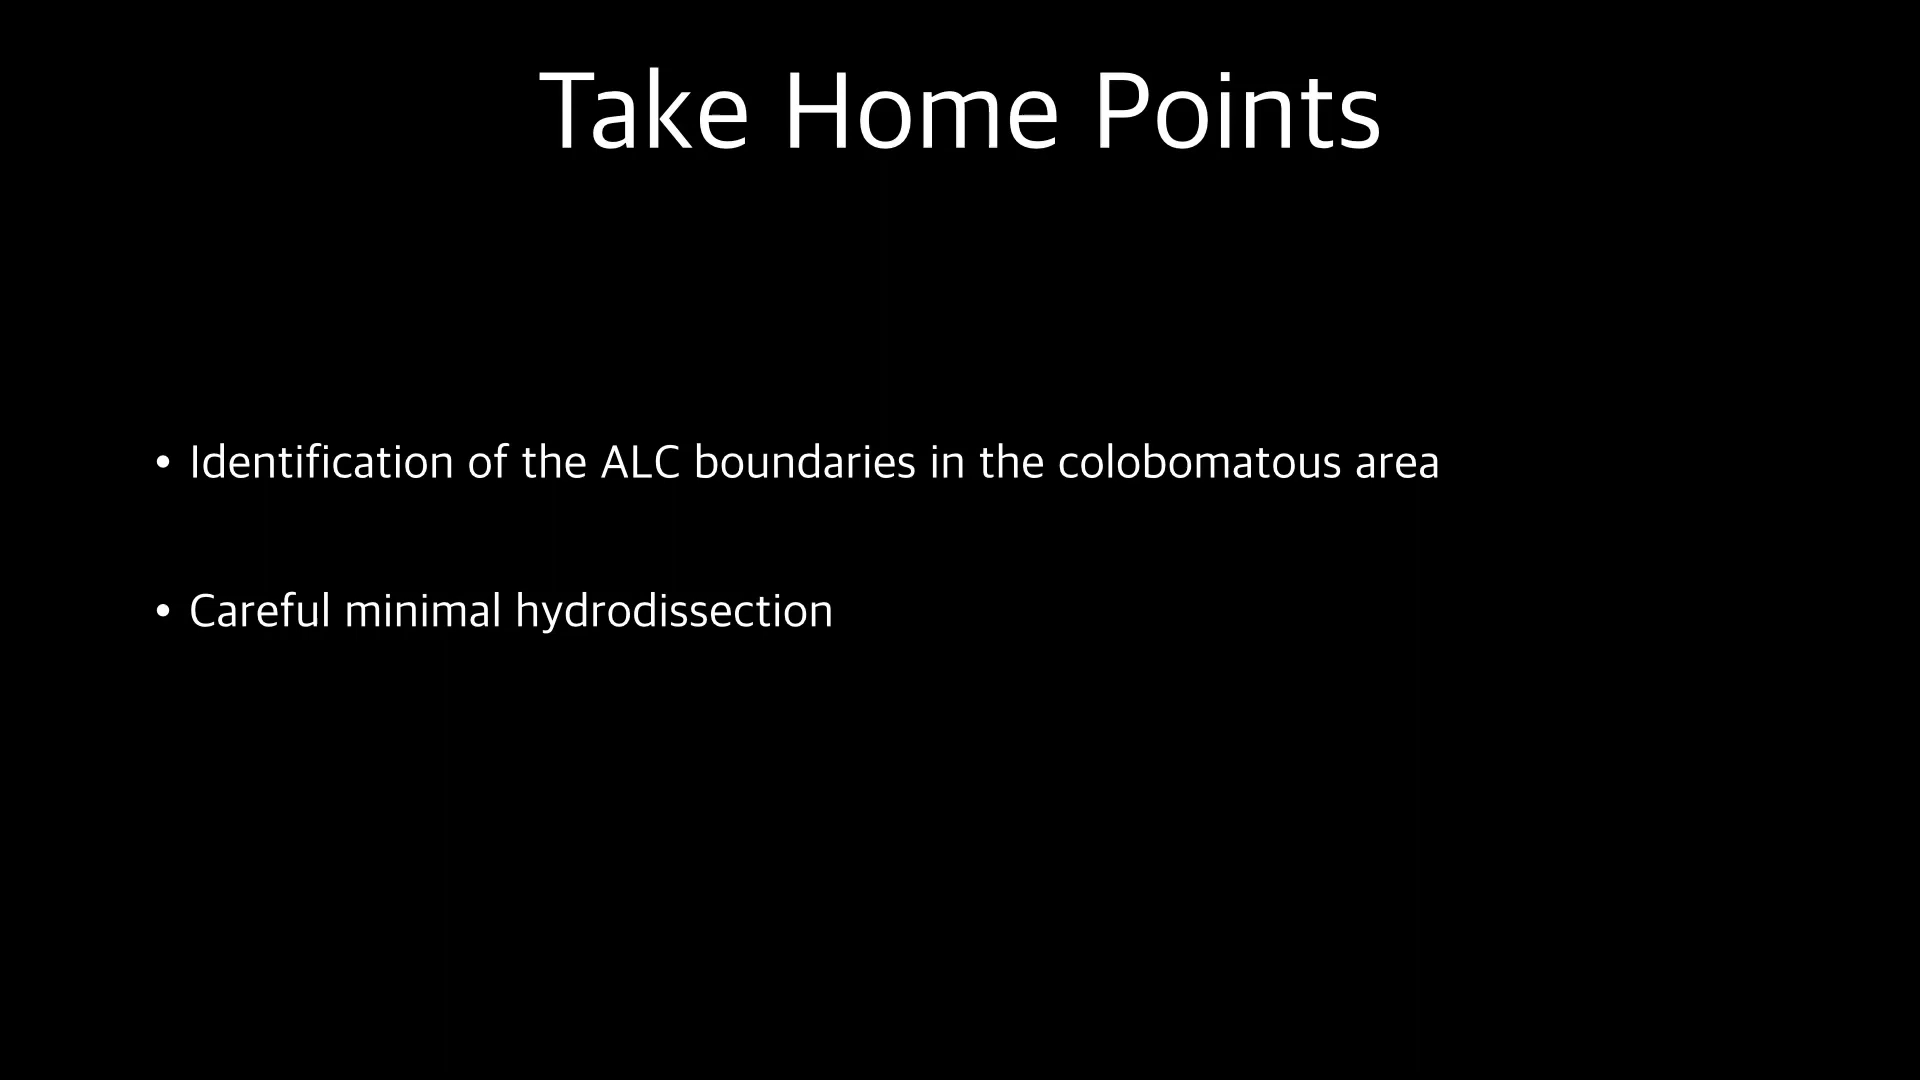 Take Home Points
• Identification of the ALC boundaries in the colobomatous area
• Careful minimal hydrodissection